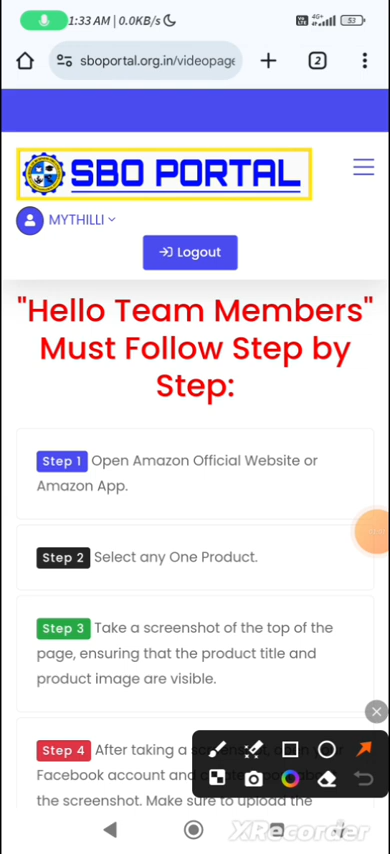 1:33 AM | 0.0KB/s
4G+
53
sboportal.org.in/videopage
2
SBO PORTAL
MYTHILLI
Logout
"Hello Team Members"
Must Follow Step by
Step:
Step 1 Open Amazon Official Website or
Amazon App.
Step 2 Select any One Product.
Step 3 Take a screenshot of the top of the
page, ensuring that the product title and
product image are visible.
Step 4 After taking a
Facebook account and
the screenshot. Make sure to upload the
XRecorder